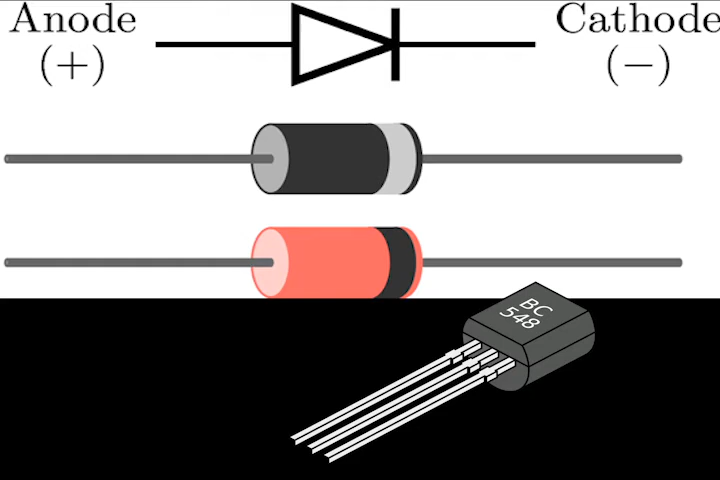 Anode
Cathode
(+)
(−)
BC
548